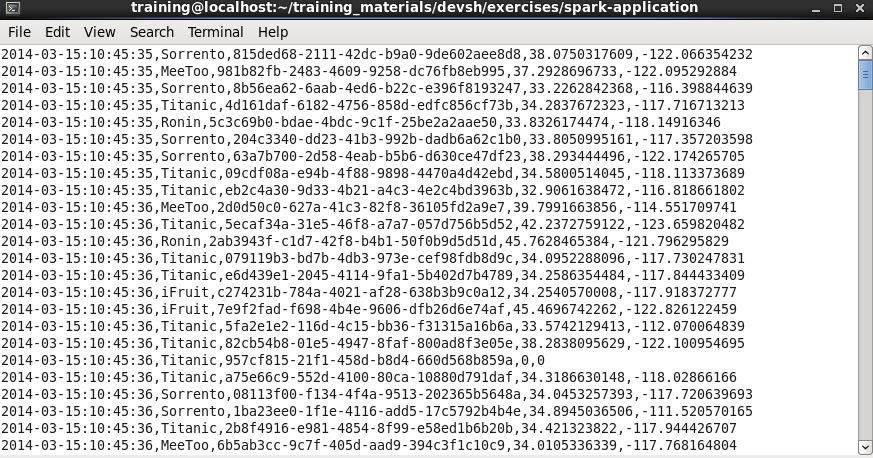 training@localhost:~/training_materials/devsh/exercises/spark-application
File Edit View Search Terminal Help
2014-03-15:10:45:35,Sorrento,815ded68-2111-42dc-b9a0-9de602aee8d8,38.0750317609,-122.066354232
2014-03-15:10:45:35,MeeToo,981b82fb-2483-4609-9258-dc76fb8eb995,37.2928696733,-122.095292884
2014-03-15:10:45:35,Sorrento,8b56ea62-6aab-4ed6-b22c-e396f8193247,33.2262842368,-116.398844639
2014-03-15:10:45:35,Titanic,4d161daf-6182-4756-858d-edfc856cf73b,34.2837672323,-117.716713213
2014-03-15:10:45:35,Ronin,5c3c69b0-bdae-4bdc-9c1f-25be2a2aae50,33.8326174474,-118.14916346
2014-03-15:10:45:35,Sorrento,204c3340-dd23-41b3-992b-dadb6a62c1b0,33.8050995161,-117.357203598
2014-03-15:10:45:35,Sorrento,63a7b700-2d58-4eab-b5b6-d630ce47df23,38.293444496,-122.174265705
2014-03-15:10:45:35,Titanic,09cdf08a-e94b-4f88-9898-4470a4d42ebd,34.5800514045,-118.113373689
2014-03-15:10:45:35,Titanic,eb2c4a30-9d33-4b21-a4c3-4e2c4bd3963b,32.9061638472,-116.818661802
2014-03-15:10:45:36,MeeToo,2d0d50c0-627a-41c3-82f8-36105fd2a9e7,39.7991663856,-114.551709741
2014-03-15:10:45:36,Titanic,5ecaf34a-31e5-46f8-a7a7-057d756b5d52,42.2372759122,-123.659820482
2014-03-15:10:45:36,Ronin,2ab3943f-c1d7-42f8-b4b1-50f0b9d5d51d,45.7628465384,-121.796295829
2014-03-15:10:45:36,Titanic,079119b3-bd7b-4db3-973e-cef98fdb8d9c,34.0952288096,-117.730247831
2014-03-15:10:45:36,Titanic,e6d439e1-2045-4114-9fa1-5b402d7b4789,34.2586354484,-117.844433409
2014-03-15:10:45:36,iFruit,c274231b-784a-4021-af28-638b3b9c0a12,34.2540570008,-117.918372777
2014-03-15:10:45:36,iFruit,7e9f2fad-f698-4b4e-9606-dfb26d6e74af,45.4696742262,-122.826122459
2014-03-15:10:45:36,Titanic,5fa2e1e2-116d-4c15-bb36-f31315a16b6a,33.5742129413,-112.070064839
2014-03-15:10:45:36,Titanic,82cb54b8-01e5-4947-8faf-800ad8f3e05e,38.2838095629,-122.100954695
2014-03-15:10:45:36,Titanic,957cf815-21f1-458d-b8d4-660d568b859a,0,0
2014-03-15:10:45:36,Titanic,a75e66c9-552d-4100-80ca-10880d791daf,34.3186630148,-118.02866166
2014-03-15:10:45:36,Sorrento,08113f00-f134-4f4a-9513-202365b5648a,34.0453257393,-117.720639693
2014-03-15:10:45:36,Sorrento,1ba23ee0-1f1e-4116-add5-17c5792b4b4e,34.8945036506,-111.520570165
2014-03-15:10:45:36,Titanic,2b8f4916-e981-4854-8f99-e58ed1b6b20b,34.421323822,-117.944426707
2014-03-15:10:45:36,MeeToo,6b5ab3cc-9c7f-405d-aad9-394c3f1c10c9,34.0105336339,-117.768164804